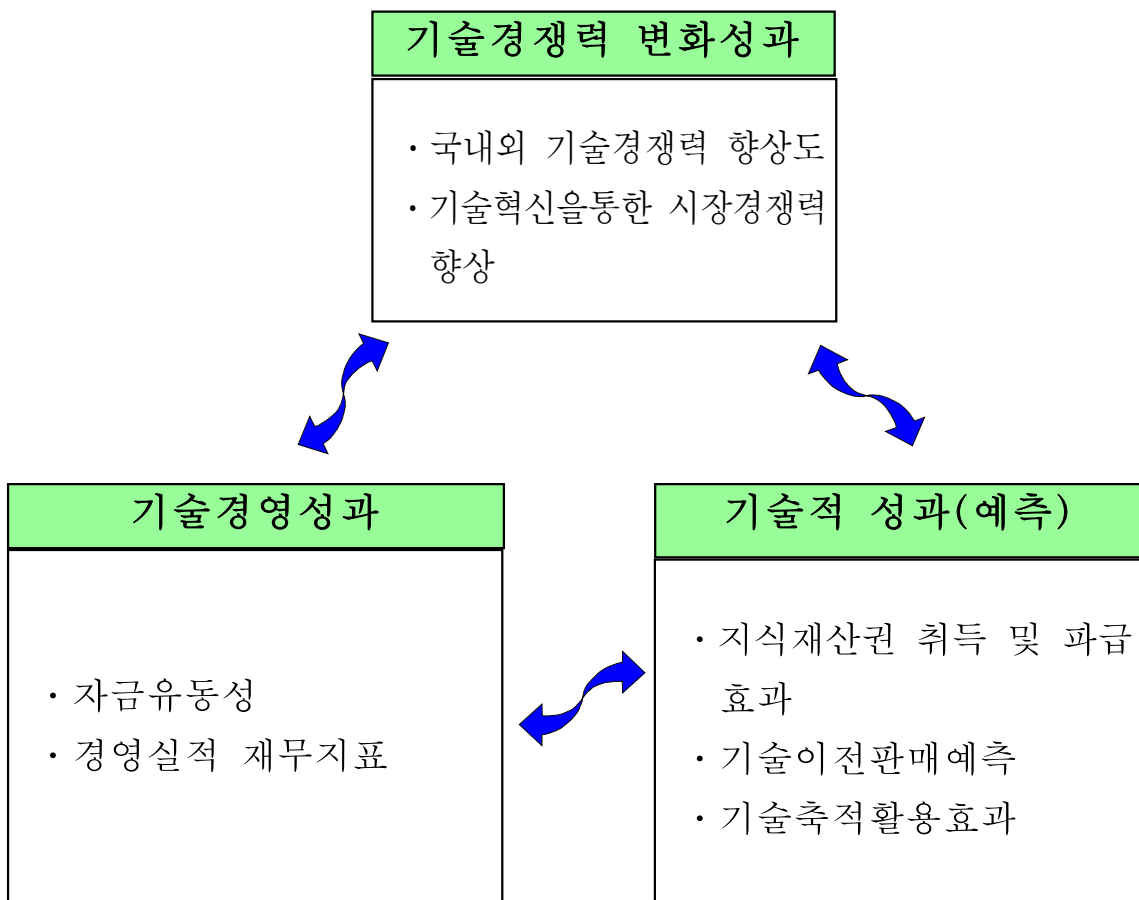 기술경쟁력 변화성과
· 국내외 기술경쟁력 향상도
· 기술혁신을통한 시장경쟁력
향상
기술경영성과
· 자금유동성
· 경영실적 재무지표
기술적 성과(예측)
· 지식재산권 취득 및 파급
효과
· 기술이전판매예측
· 기술축적활용효과